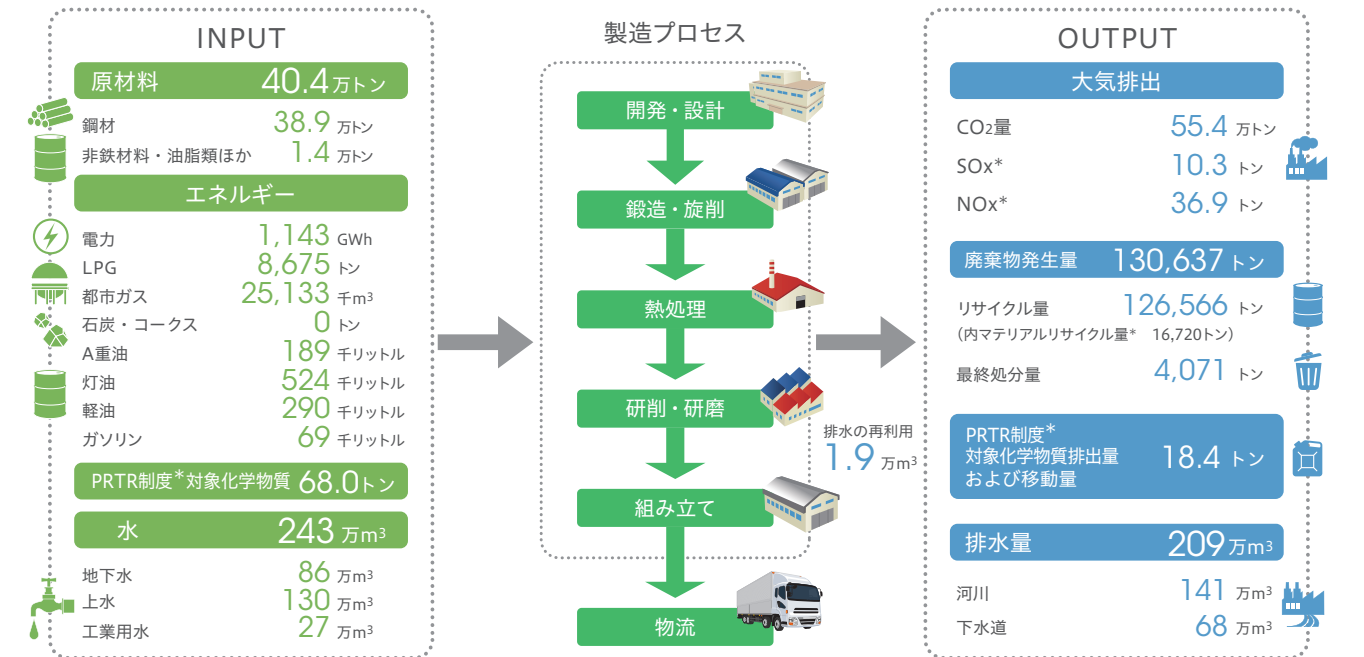 INPUT
原材料 40.4万トン
鋼材 38.9 万トン
非鉄材料・油脂類ほか 1.4 万トン
エネルギー
電力 1,143 GWh
LPG 8,675 トン
都市ガス 25,133 千m3
石炭・コークス 0 トン
A重油 189 千リットル
灯油 524 千リットル
軽油 290 千リットル
ガソリン 69 千リットル
PRTR制度*対象化学物質 68.0トン
水 243 万m3
地下水 86 万m3
上水 130 万m3
工業用水 27 万m3
製造プロセス
開発・設計
鍛造・旋削
熱処理
研削・研磨
組み立て
物流
排水の再利用
1.9 万m3
OUTPUT
大気排出
CO2量 55.4 万トン
SOx* 10.3 トン
NOx* 36.9 トン
廃棄物発生量 130,637 トン
リサイクル量 126,566 トン
(内マテリアルリサイクル量* 16,720トン)
最終処分量 4,071 トン
PRTR制度*
対象化学物質排出量 18.4 トン
および移動量
排水量 209万m3
河川 141 万m3
下水道 68 万m3